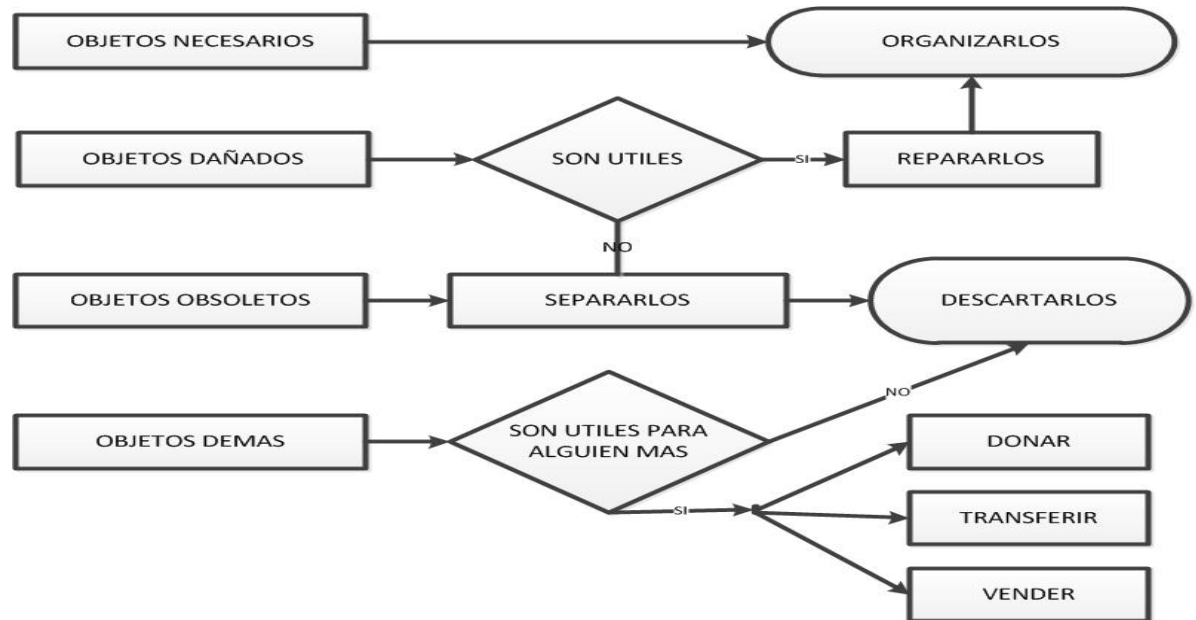 OBJETOS NECESARIOS
ORGANIZARLOS
OBJETOS DAÑADOS
SON UTILES
SI
REPARARLOS
NO
OBJETOS OBSOLETOS
SEPARARLOS
DESCARTARLOS
NO
OBJETOS DEMAS
SON UTILES PARA
ALGUIEN MAS
DONAR
SI
TRANSFERIR
VENDER